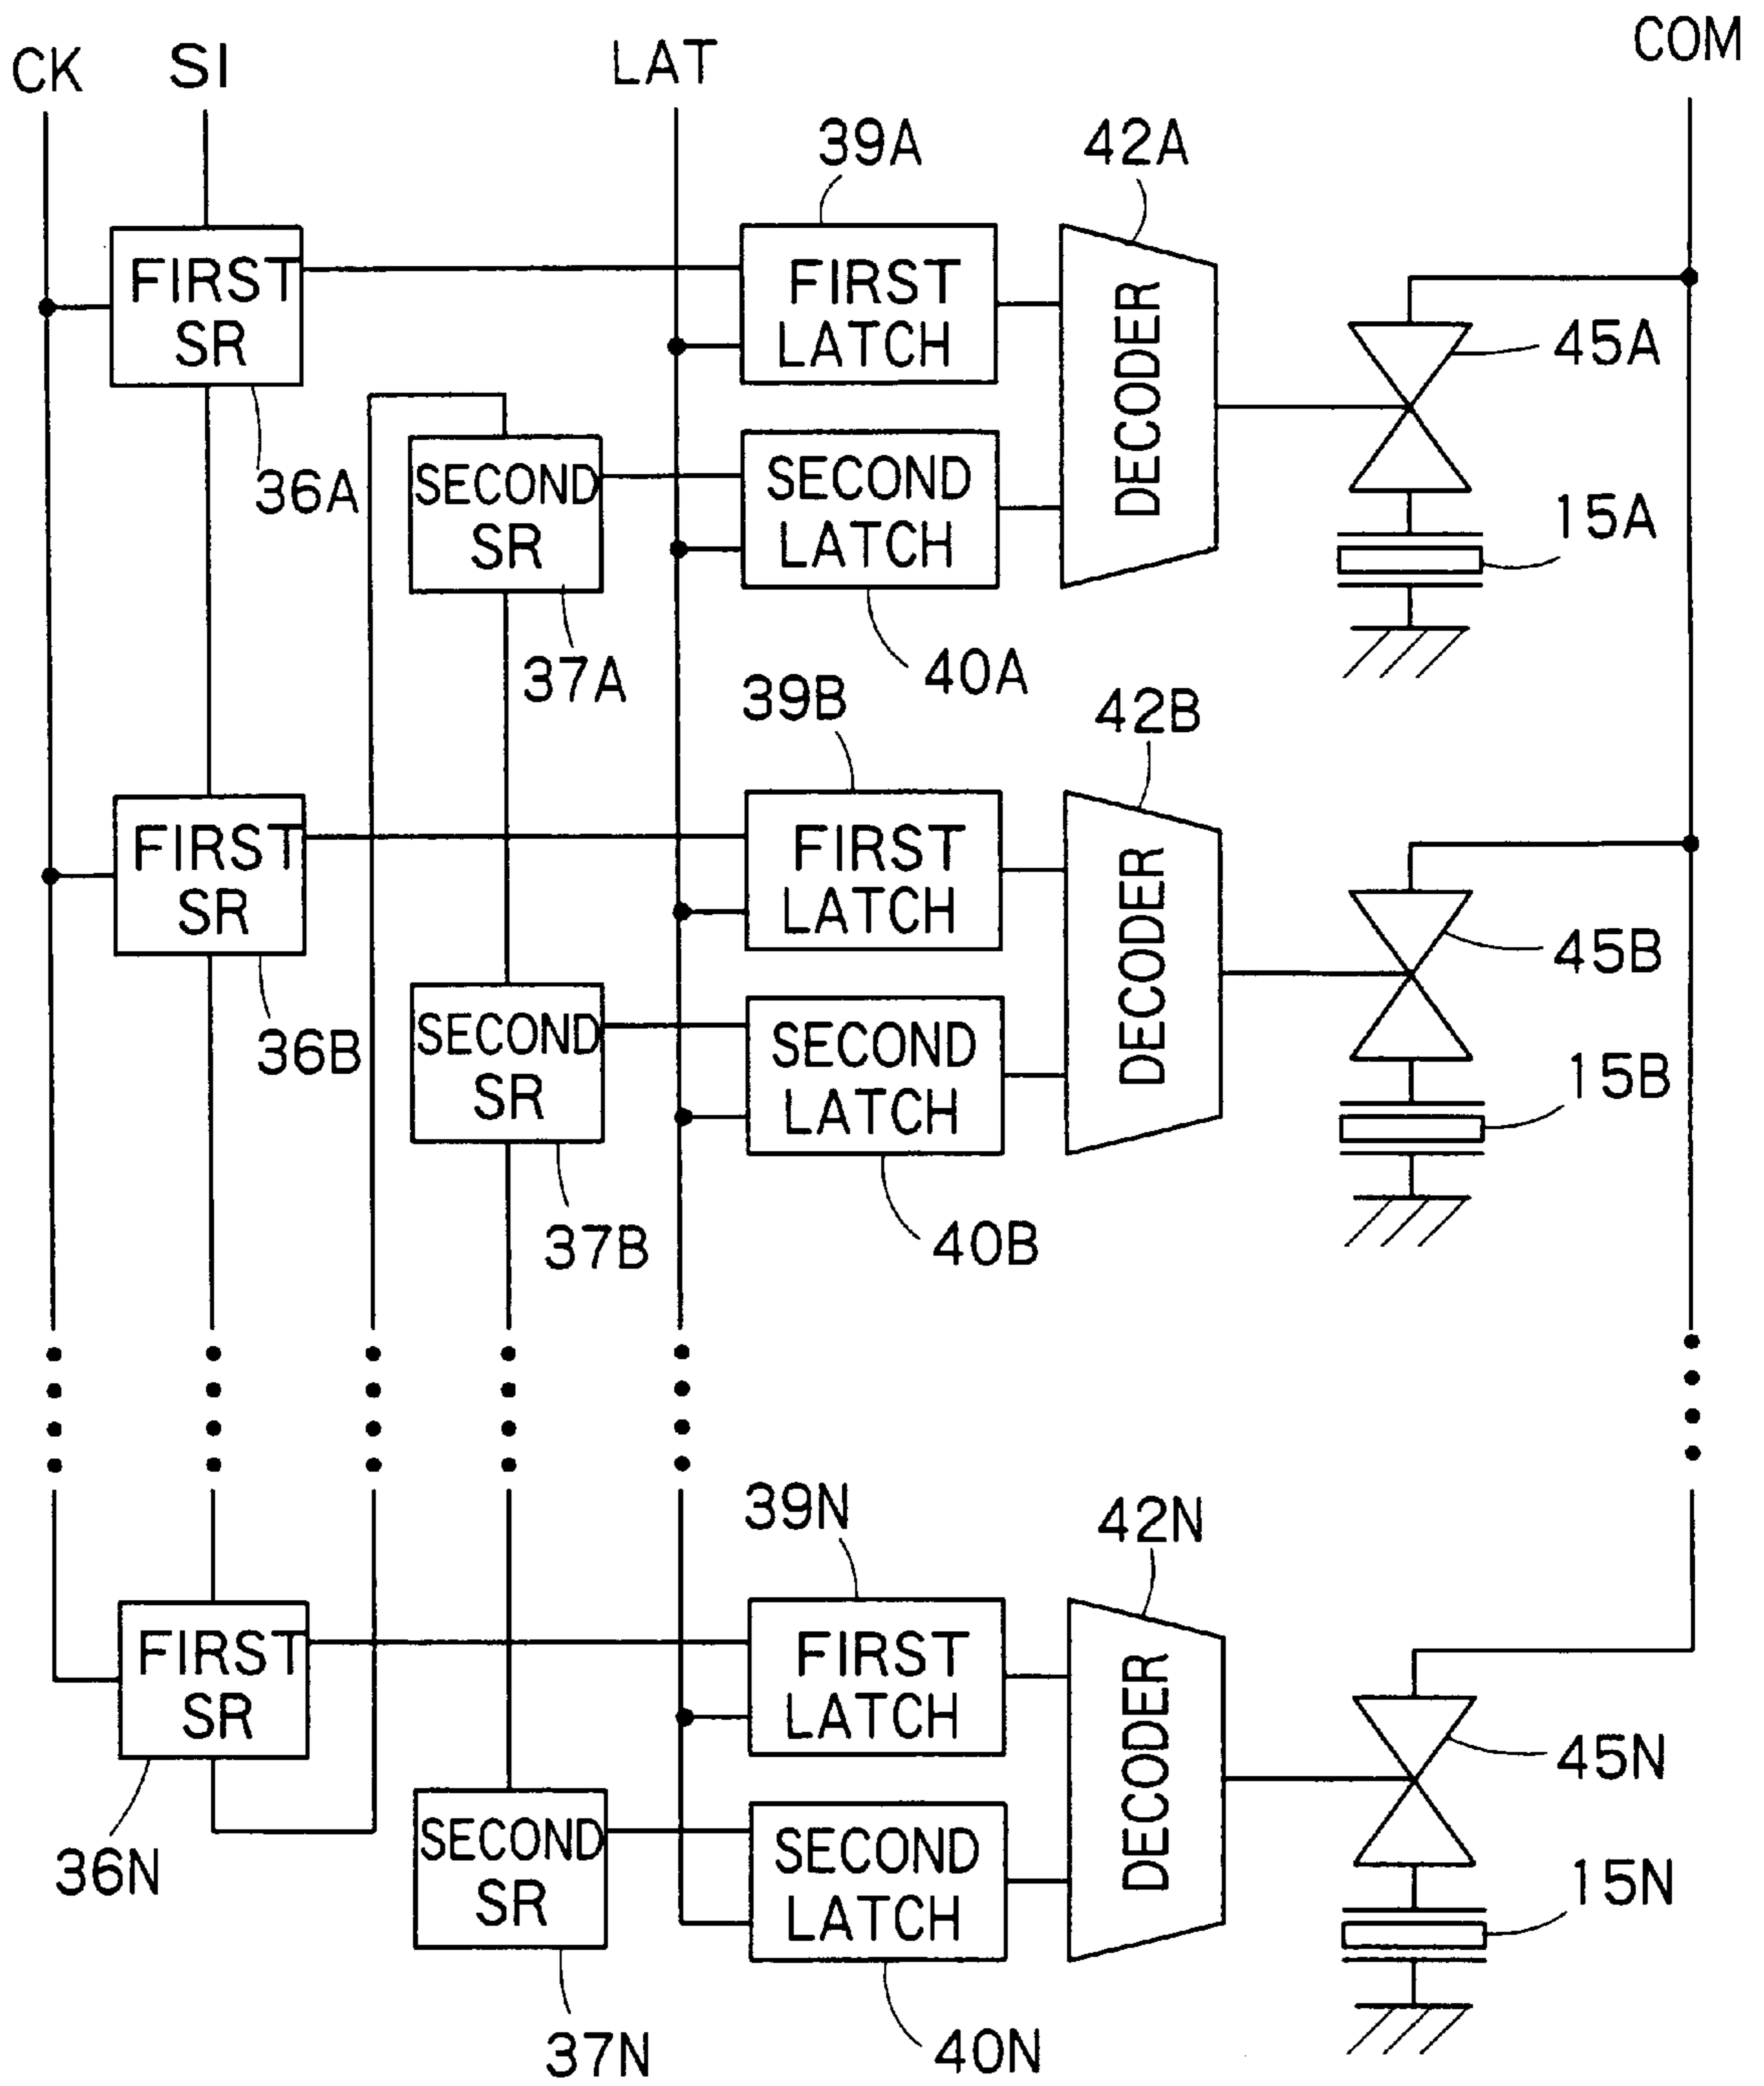 CK
SI
LAT
COM
39A
42A
FIRST
SR
FIRST
LATCH
DECODER
45A
36A
SECOND
SR
SECOND
LATCH
15A
37A
40A
39B
42B
FIRST
SR
FIRST
LATCH
DECODER
45B
36B
SECOND
SR
SECOND
LATCH
15B
37B
40B
39N
42N
FIRST
SR
FIRST
LATCH
DECODER
45N
36N
SECOND
SR
SECOND
LATCH
15N
37N
40N